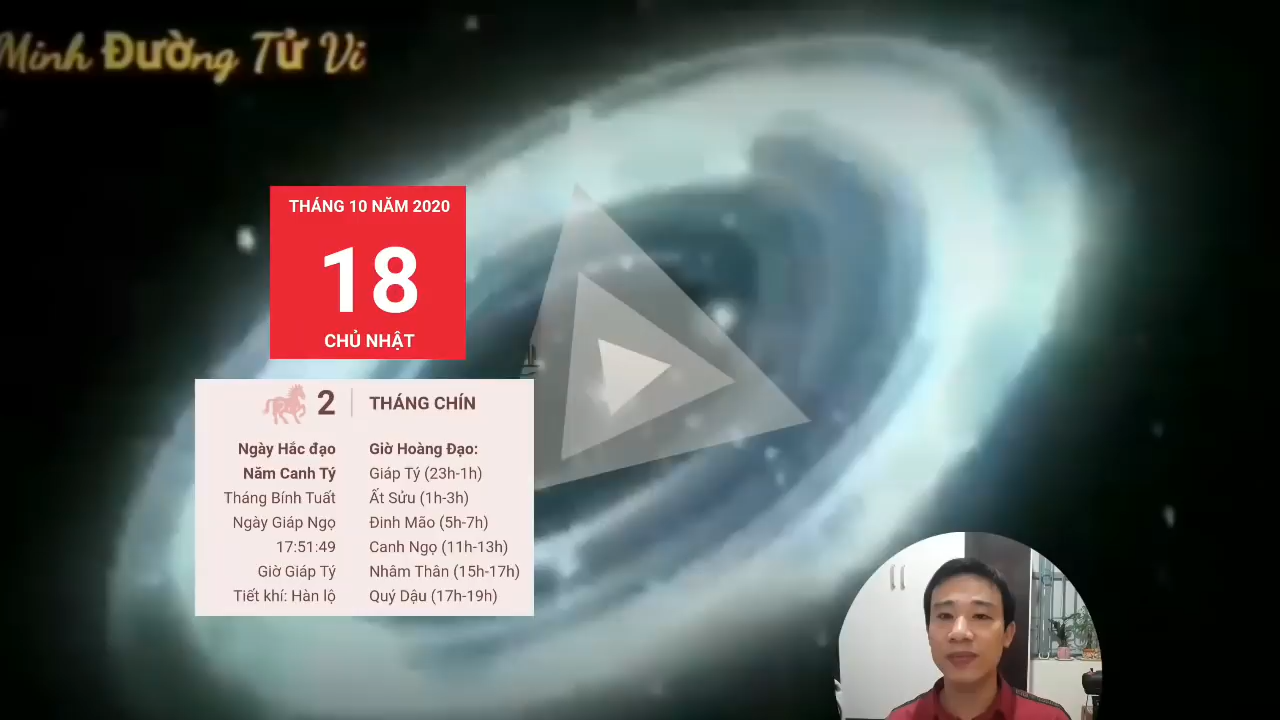 Minh Đường Tử Vi
THÁNG 10 NĂM 2020
18
CHỦ NHẬT
2
THÁNG CHÍN
Ngày Hắc đạo
Năm Canh Tý
Tháng Bính Tuất
Ngày Giáp Ngọ
17:51:49
Giờ Giáp Tý
Tiết khí: Hàn lộ
Giờ Hoàng Đạo:
Giáp Tý (23h-1h)
Ất Sửu (1h-3h)
Đinh Mão (5h-7h)
Canh Ngọ (11h-13h)
Nhâm Thân (15h-17h)
Quý Dậu (17h-19h)